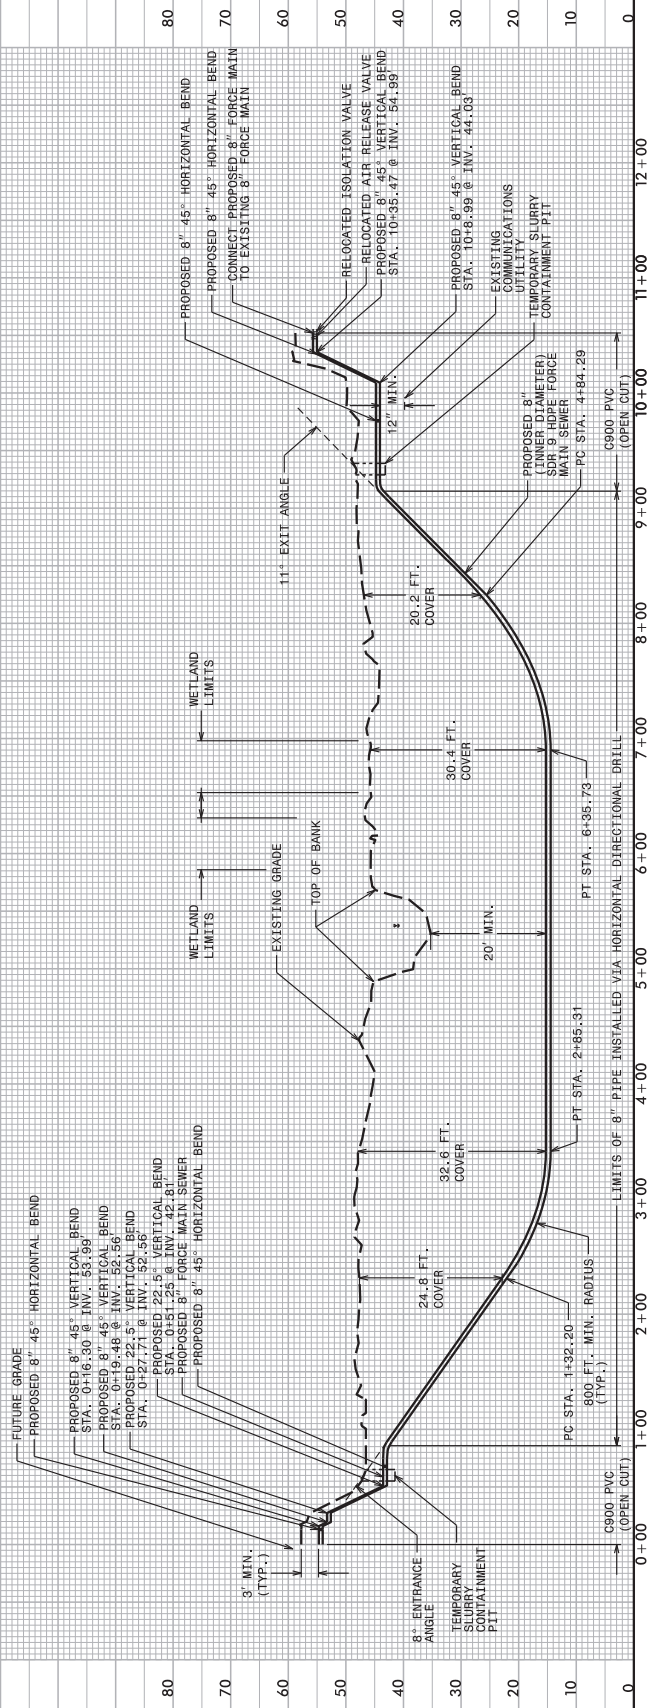 FUTURE GRADE
PROPOSED 8" 45° HORIZONTAL BEND
PROPOSED 8" 45° VERTICAL BEND
STA. 0+16.30 @ INV. 53.99'
PROPOSED 8" 45° VERTICAL BEND
STA. 0+19.48 @ INV. 52.56'
PROPOSED 22.5° VERTICAL BEND
STA. 0+27.71 @ INV. 52.56'
PROPOSED 22.5° VERTICAL BEND
STA. 0+51.25 @ INV. 42.81'
PROPOSED 8" FORCE MAIN SEWER
PROPOSED 8" 45° HORIZONTAL BEND
3' MIN.
(TYP.)
8° ENTRANCE
ANGLE
TEMPORARY
SLURRY
CONTAINMENT
PIT
C900 PVC
(OPEN CUT)
PC STA. 1+32.20
800 FT. MIN. RADIUS
(TYP.)
24.8 FT.
COVER
32.6 FT.
COVER
PT STA. 2+85.31
LIMITS OF 8" PIPE INSTALLED VIA HORIZONTAL DIRECTIONAL DRILL
WETLAND
LIMITS
EXISTING GRADE
TOP OF BANK
20' MIN.
PT STA. 6+35.73
WETLAND
LIMITS
30.4 FT.
COVER
20.2 FT.
COVER
11° EXIT ANGLE
12" MIN.
PROPOSED 8" 45° HORIZONTAL BEND
PROPOSED 8" 45° HORIZONTAL BEND
CONNECT PROPOSED 8" FORCE MAIN
TO EXISITNG 8" FORCE MAIN
RELOCATED ISOLATION VALVE
RELOCATED AIR RELEASE VALVE
PROPOSED 8" 45° VERTICAL BEND
STA. 10+35.47 @ INV. 54.99'
PROPOSED 8" 45° VERTICAL BEND
STA. 10+8.99 @ INV. 44.03'
EXISTING
COMMUNICATIONS
UTILITY
TEMPORARY SLURRY
CONTAINMENT PIT
PROPOSED 8"
(INNER DIAMETER)
SDR 9 HDPE FORCE
MAIN SEWER
PC STA. 4+84.29
C900 PVC
(OPEN CUT)
80
70
60
50
40
30
20
10
0
80
70
60
50
40
30
20
10
0
0+00
1+00
2+00
3+00
4+00
5+00
6+00
7+00
8+00
9+00
10+00
11+00
12+00